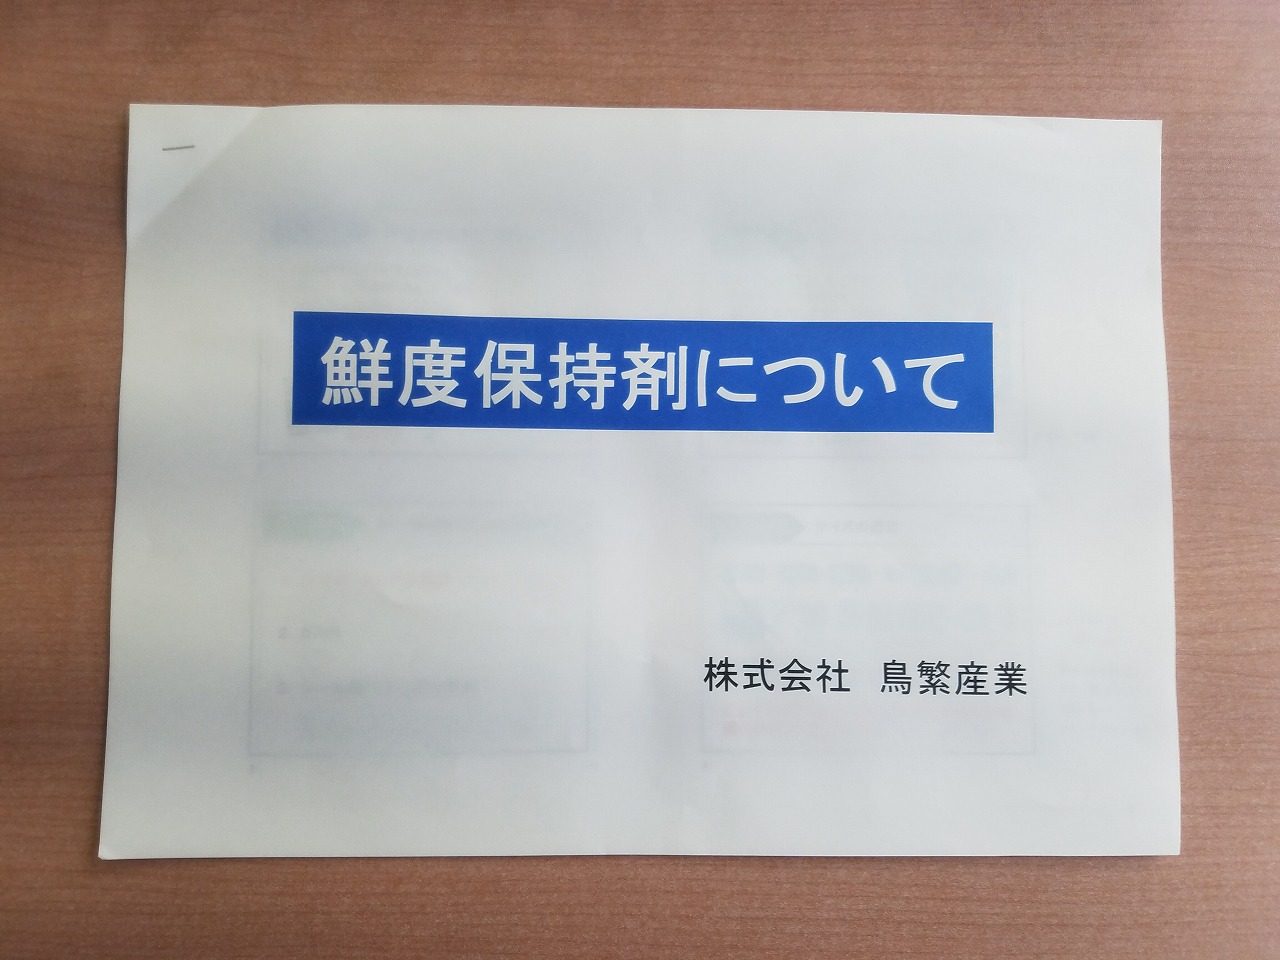 鮮度保持剤について
株式会社　鳥繁産業